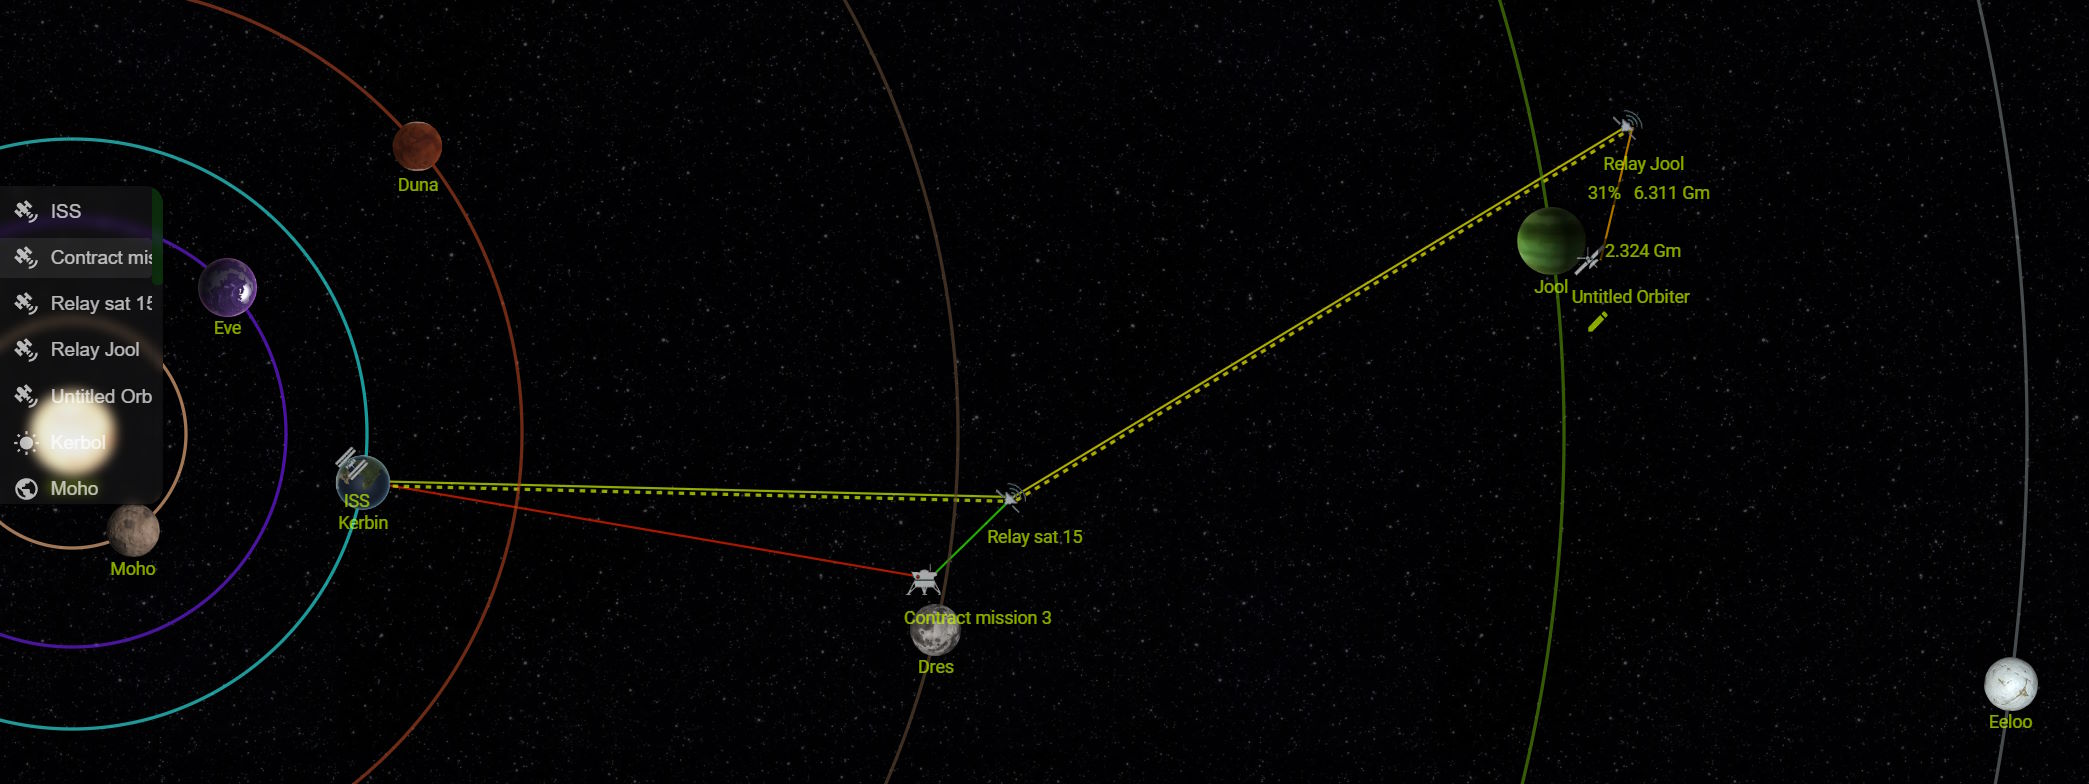 ISS
Contract mis
Relay sat 15
Relay Jool
Untitled Orb
Kerbol
Moho
Duna
Eve
ISS
Kerbin
Moho
Relay sat 15
Contract mission 3
Dres
Relay Jool
31% 6.311 Gm
2.324 Gm
Jool
Untitled Orbiter
Eeloo